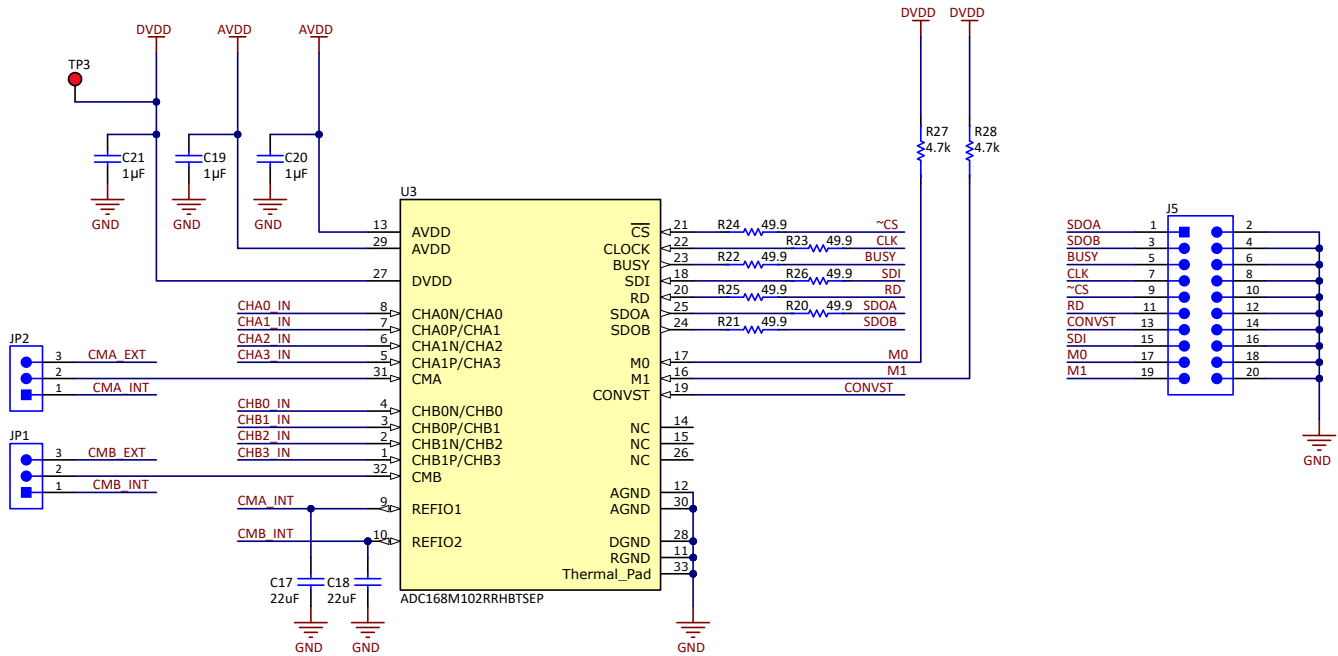 DVDD AVDD AVDD DVDD DVDD
TP3
C21
1µF
C19
1µF
C20
1µF
GND GND GND
R27
4.7k
R28
4.7k
U3
13 AVDD
29 AVDD
27 DVDD
CHA0_IN 8 CHA0N/CHA0
CHA1_IN 7 CHA0P/CHA1
CHA2_IN 6 CHA1N/CHA2
CHA3_IN 5 CHA1P/CHA3
31 CMA
CHB0_IN 4 CHB0N/CHB0
CHB1_IN 3 CHB0P/CHB1
CHB2_IN 2 CHB1N/CHB2
CHB3_IN 1 CHB1P/CHB3
32 CMB
CMA_INT 9 REFIO1
CMB_INT 10 REFIO2
CS 21 R24 49.9 ~CS
CLOCK 22 R23 49.9 CLK
BUSY 23 R22 49.9 BUSY
SDI 18 R26 49.9 SDI
RD 20 R25 49.9 RD
SDOA 25 R20 49.9 SDOA
SDOB 24 R21 49.9 SDOB
M0 17 M0
M1 16 M1
CONVST 19 CONVST
NC 14
NC 15
NC 26
AGND 12
AGND 30
DGND 28
RGND 11
Thermal_Pad 33
ADC168M102RRHBTSEP
GND
JP2
3 CMA_EXT
2
1 CMA_INT
JP1
3 CMB_EXT
2
1 CMB_INT
C17
22uF
C18
22uF
GND GND
J5
SDOA 1 2
SDOB 3 4
BUSY 5 6
CLK 7 8
~CS 9 10
RD 11 12
CONVST 13 14
SDI 15 16
M0 17 18
M1 19 20
GND